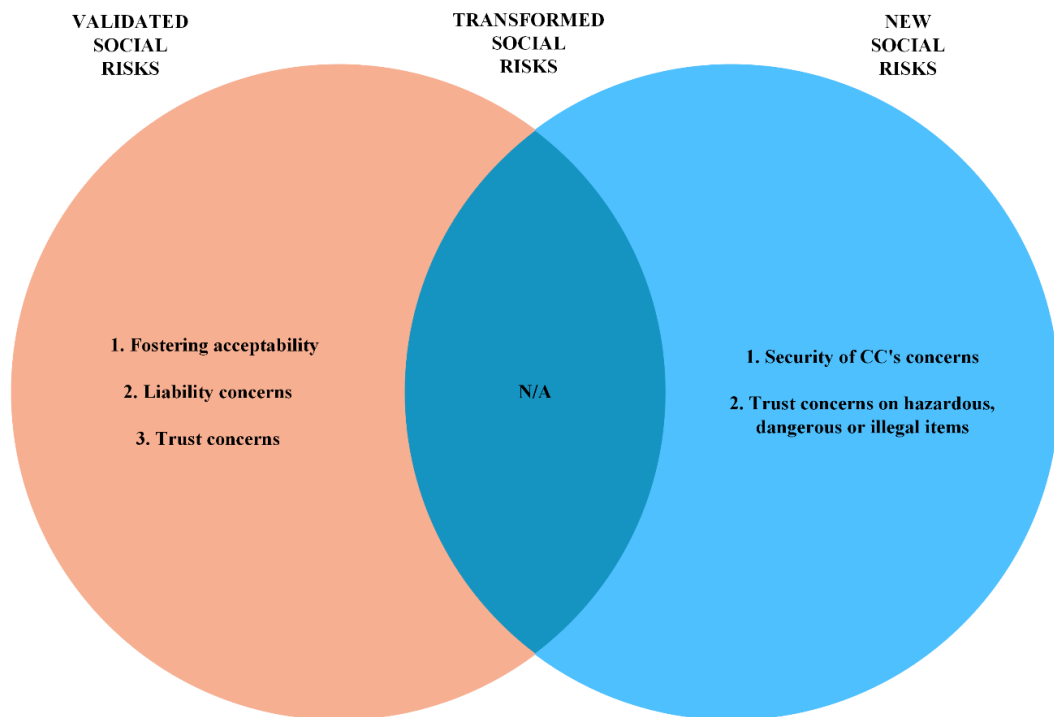 VALIDATED
SOCIAL
RISKS
TRANSFORMED
SOCIAL
RISKS
NEW
SOCIAL
RISKS
1. Fostering acceptability
2. Liability concerns
3. Trust concerns
N/A
1. Security of CC's concerns
2. Trust concerns on hazardous,
dangerous or illegal items